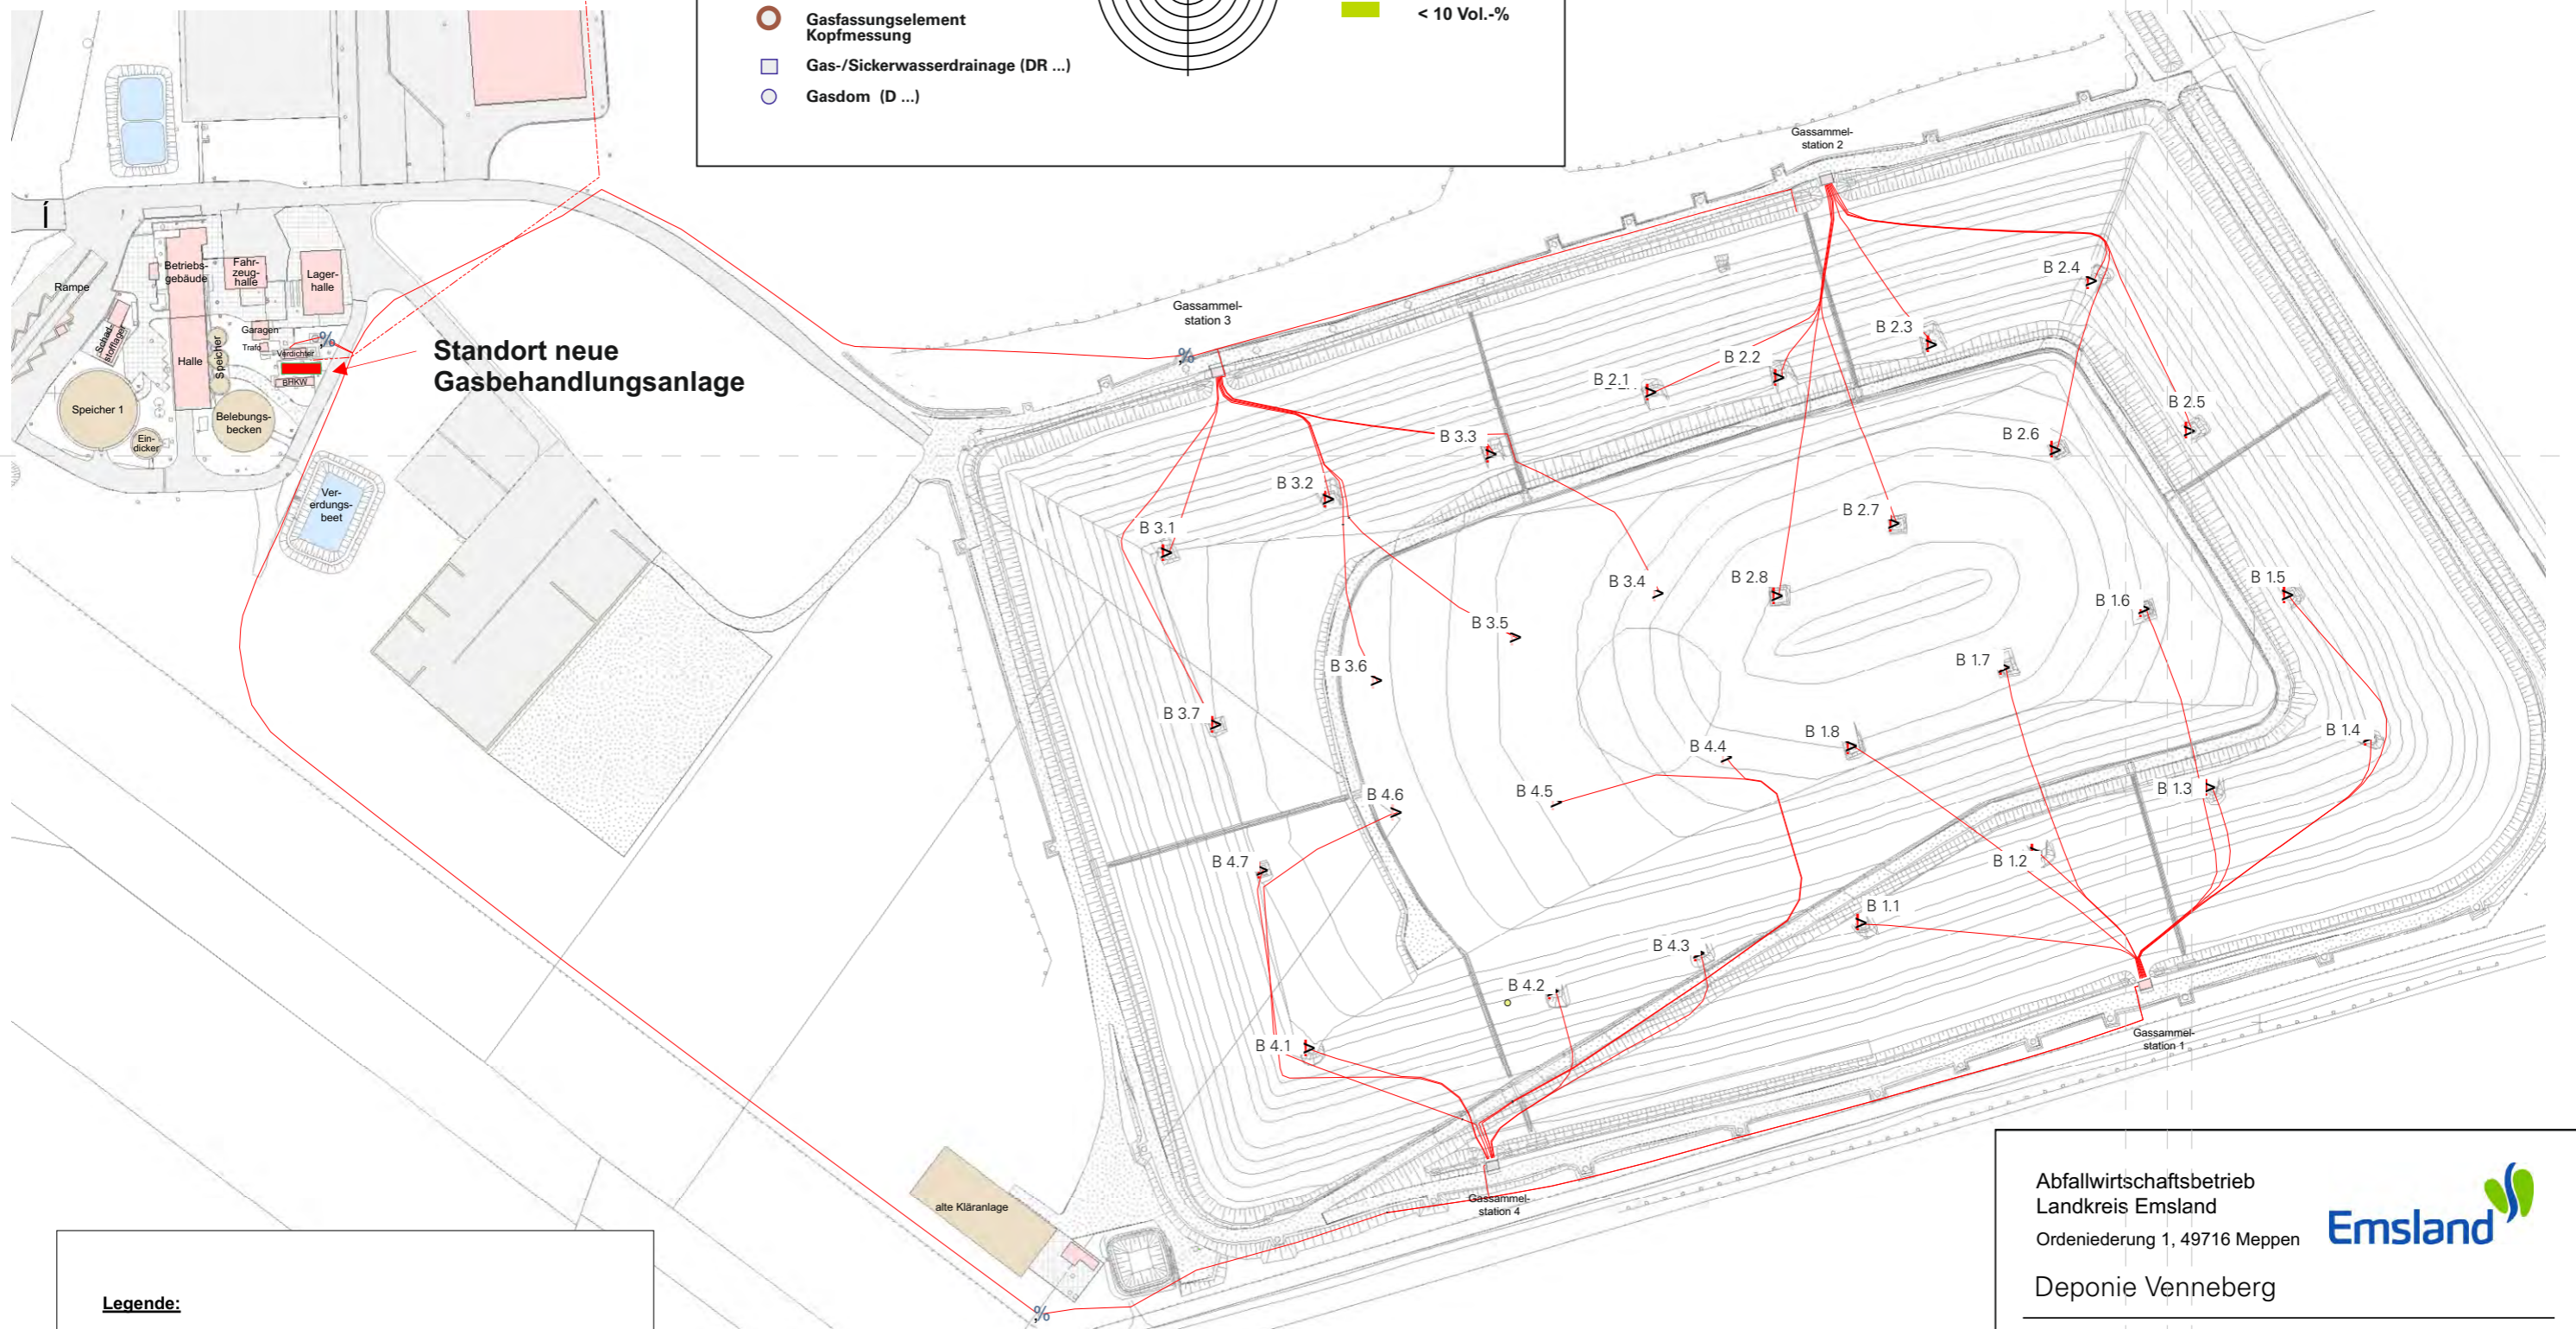 Gasfassungselement
Kopfmessung
Gas-/Sickerwasserdrainage (DR ...)
Gasdom (D ...)
< 10 Vol.-%
Gassammel-
station 2
Gassammel-
station 3
Rampe
Betriebs-
gebäude
Fahr-
zeug-
halle
Lager-
halle
Schad-
stofflager
Halle
Speicher
Garagen
Trafo
Verdichter
BHKW
%
Speicher 1
Ein-
dicker
Belebungs-
becken
Ver-
erdungs-
beet
Standort neue
Gasbehandlungsanlage
%
B 2.4
B 2.3
B 2.2
B 2.1
B 2.5
B 2.6
B 3.3
B 3.2
B 2.7
B 3.1
B 3.4
B 2.8
B 1.5
B 1.6
B 3.5
B 3.6
B 1.7
B 3.7
B 1.8
B 1.4
B 4.4
B 4.5
B 4.6
B 1.3
B 4.7
B 1.2
B 1.1
B 4.3
B 4.2
B 4.1
Gassammel-
station 1
Gassammel-
station 4
alte Kläranlage
%
Legende:
Abfallwirtschaftsbetrieb
Landkreis Emsland
Ordeniederung 1, 49716 Meppen
Emsland
Deponie Venneberg